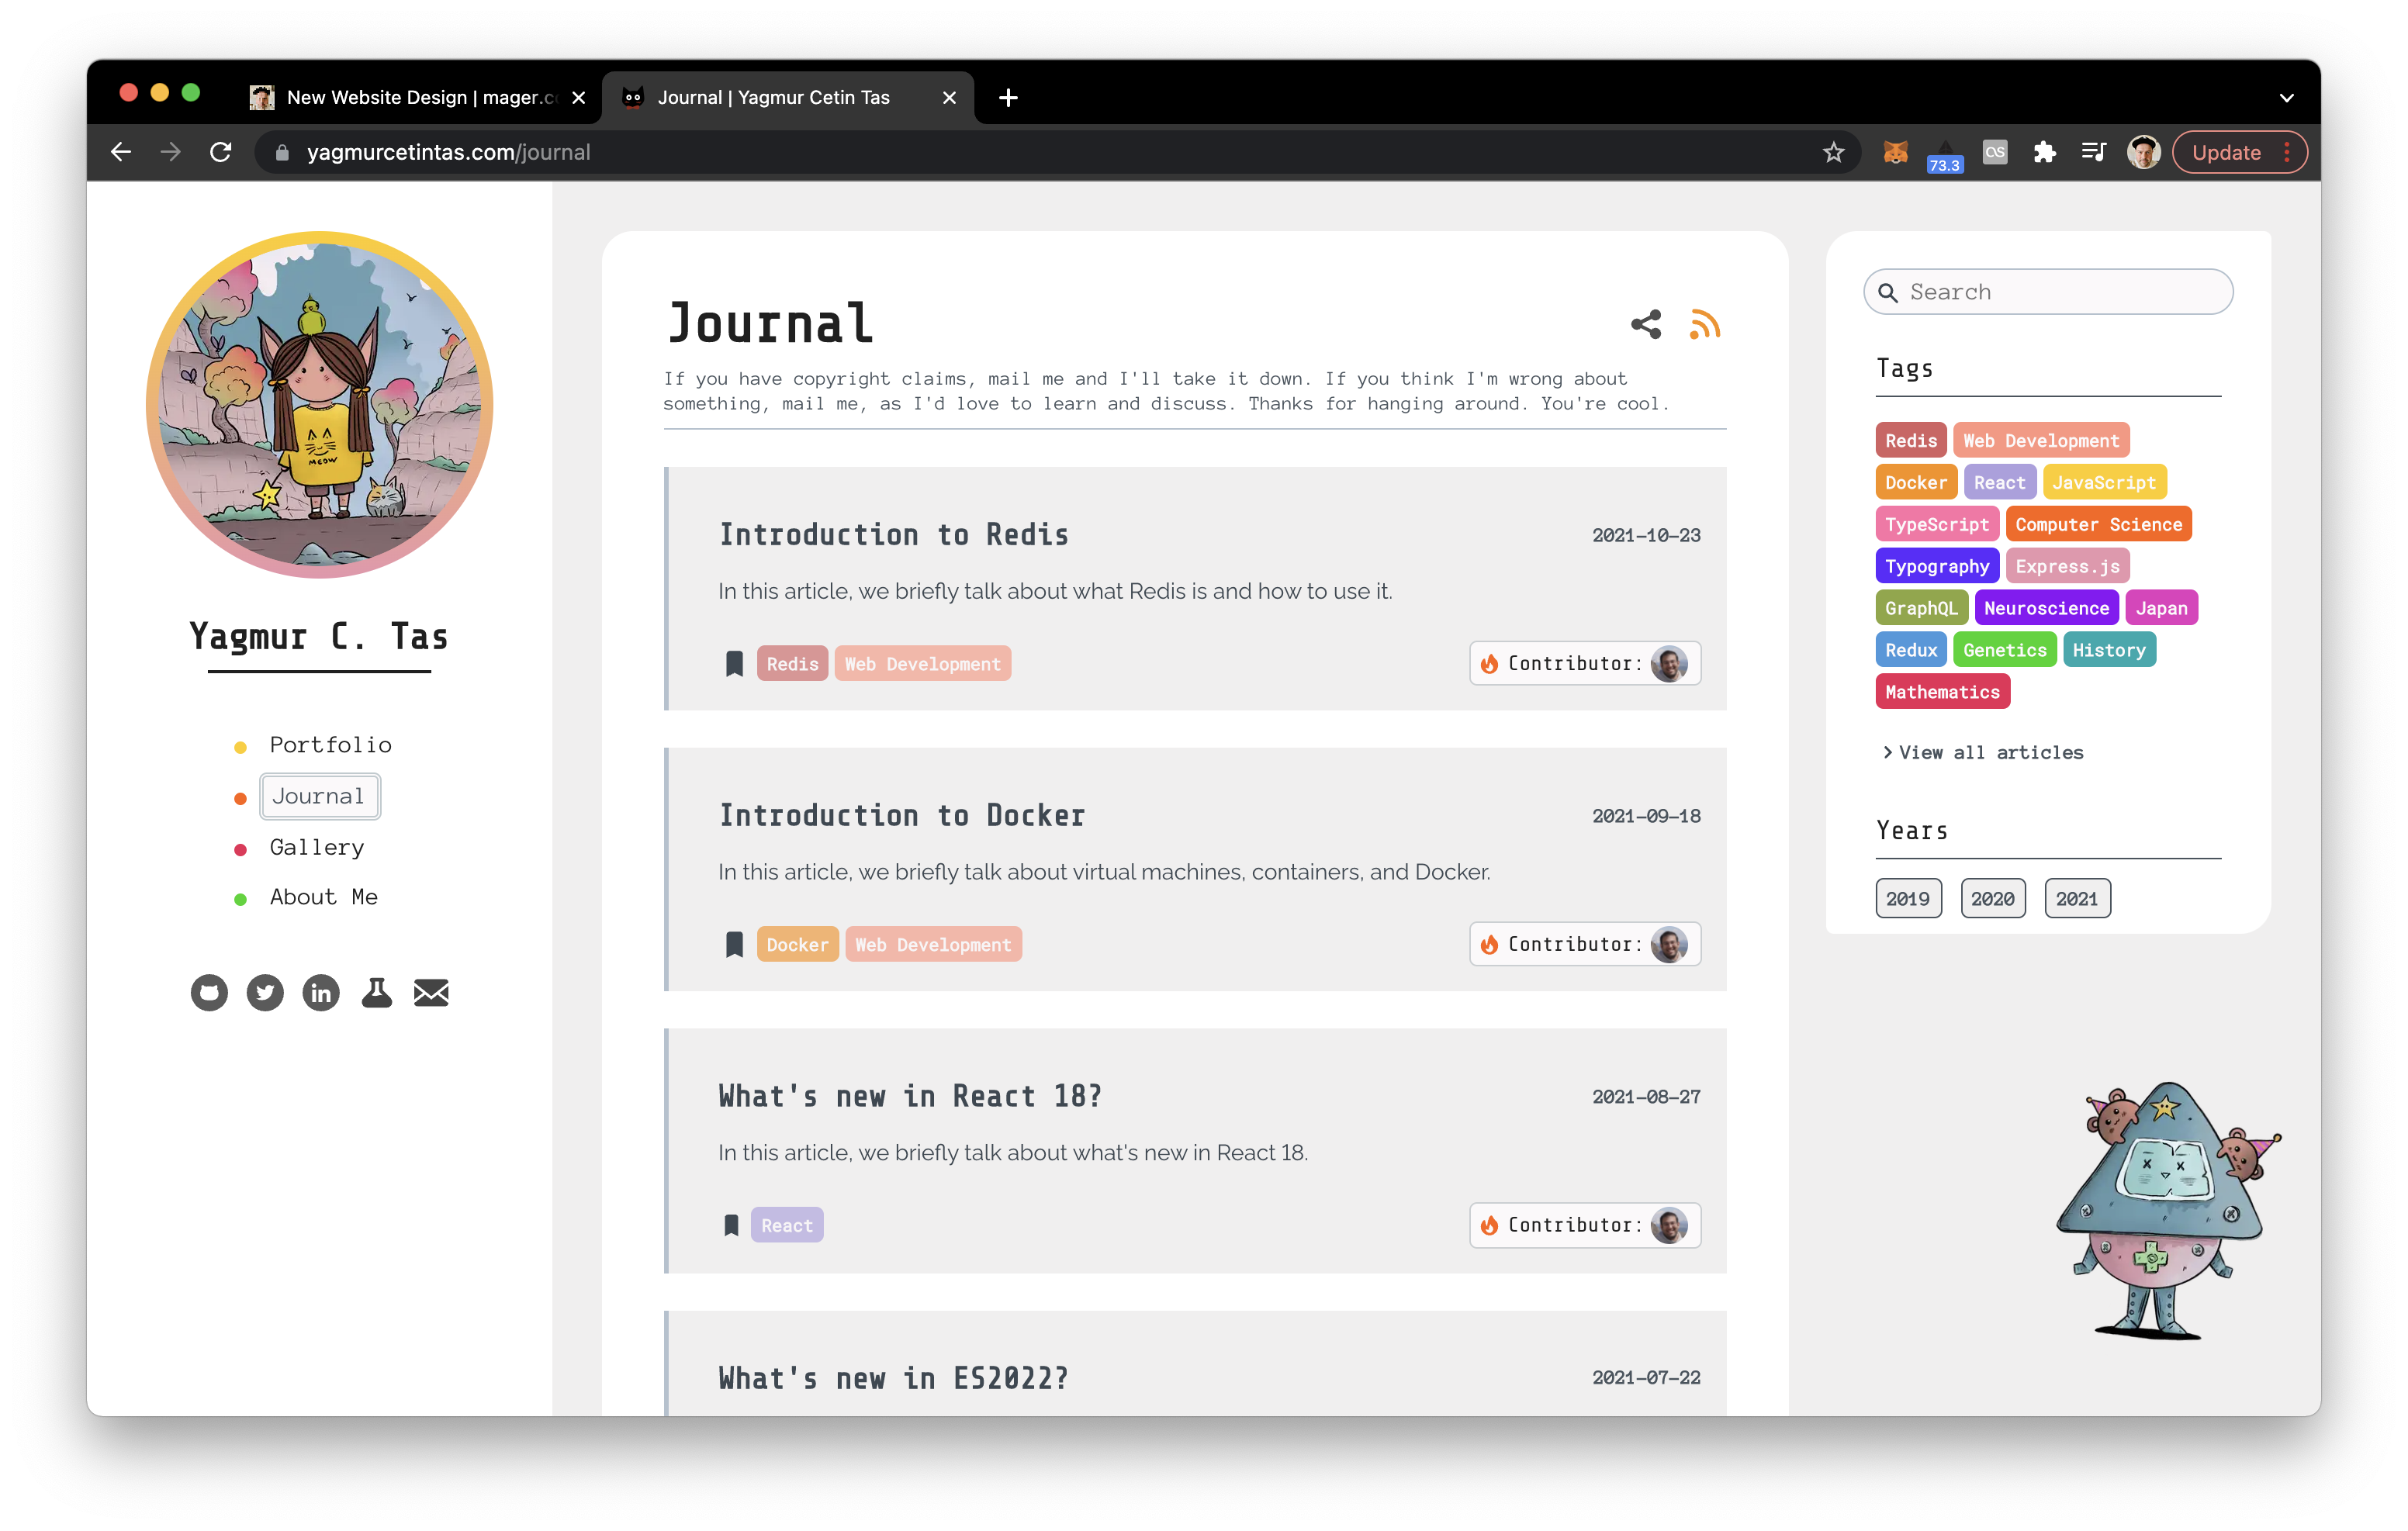 New Website Design | mager.c
Journal | Yagmur Cetin Tas
yagmurcetintas.com/journal
73.3
Update
MEOW
Yagmur C. Tas
Portfolio
Journal
Gallery
About Me
in
Journal
If you have copyright claims, mail me and I'll take it down. If you think I'm wrong about
something, mail me, as I'd love to learn and discuss. Thanks for hanging around. You're cool.
Introduction to Redis
2021-10-23
In this article, we briefly talk about what Redis is and how to use it.
Redis Web Development
Contributor:
Introduction to Docker
2021-09-18
In this article, we briefly talk about virtual machines, containers, and Docker.
Docker Web Development
Contributor:
What's new in React 18?
2021-08-27
In this article, we briefly talk about what's new in React 18.
React
Contributor:
What's new in ES2022?
2021-07-22
Search
Tags
Redis Web Development
Docker React JavaScript
TypeScript Computer Science
Typography Express.js
GraphQL Neuroscience Japan
Redux Genetics History
Mathematics
View all articles
Years
2019 2020 2021